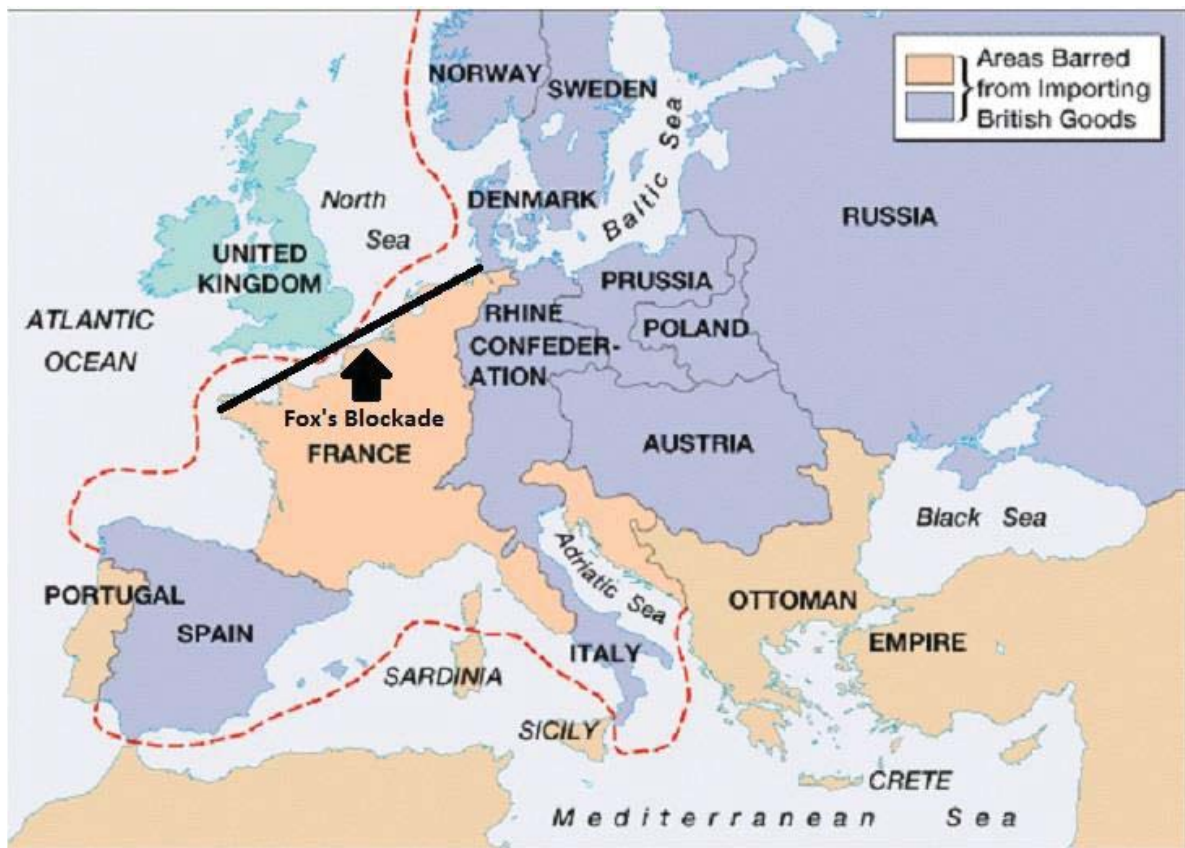 Areas Barred
from Importing
British Goods
NORWAY
SWEDEN
Baltic Sea
North
Sea
DENMARK
RUSSIA
UNITED
KINGDOM
PRUSSIA
ATLANTIC
OCEAN
RHINE
CONFEDER-
ATION
POLAND
Fox's Blockade
FRANCE
AUSTRIA
Black Sea
Adriatic Sea
PORTUGAL
SPAIN
OTTOMAN
EMPIRE
ITALY
SARDINIA
SICILY
CRETE
Mediterranean Sea